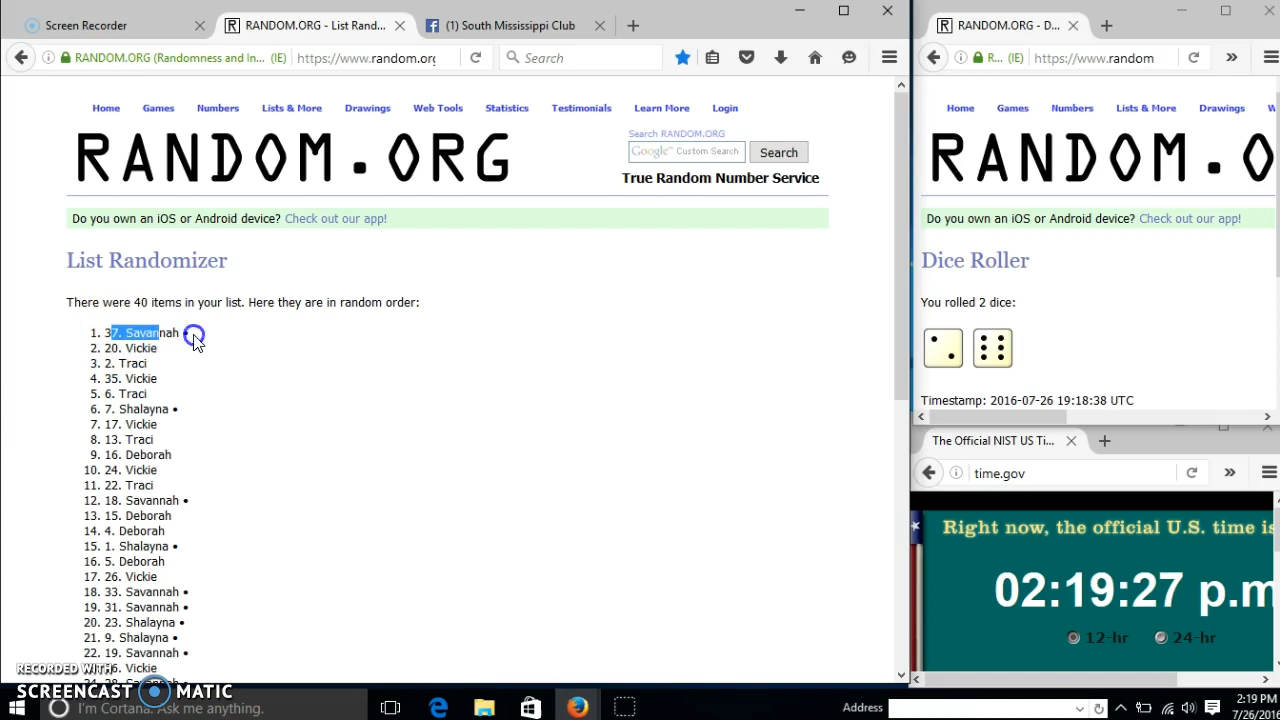 Screen Recorder
RANDOM.ORG - List Rand...
(1) South Mississippi Club
RANDOM.ORG (Randomness and In... (IE)
https://www.random.org
Search
Home Games Numbers Lists & More Drawings Web Tools Statistics Testimonials Learn More Login
RANDOM.ORG
Search RANDOM.ORG
Google™ Custom Search
Search
True Random Number Service
Do you own an iOS or Android device? Check out our app!
List Randomizer
There were 40 items in your list. Here they are in random order:
1. 37. Savannah •
2. 20. Vickie
3. 2. Traci
4. 35. Vickie
5. 6. Traci
6. 7. Shalayna •
7. 17. Vickie
8. 13. Traci
9. 16. Deborah
10. 24. Vickie
11. 22. Traci
12. 18. Savannah •
13. 15. Deborah
14. 4. Deborah
15. 1. Shalayna •
16. 5. Deborah
17. 26. Vickie
18. 33. Savannah •
19. 31. Savannah •
20. 23. Shalayna •
21. 9. Shalayna •
22. 19. Savannah •
6. Vickie
RECORDED WITH
SCREENCAST MATIC
RANDOM.ORG - D...
R... (IE)
https://www.random
Home Games Numbers Lists & More Drawings W
RANDOM.O
Do you own an iOS or Android device? Check out our app!
Dice Roller
You rolled 2 dice:
Timestamp: 2016-07-26 19:18:38 UTC
The Official NIST US Ti...
time.gov
Right now, the official U.S. time is
02:19:27 p.m
12-hr 24-hr
I'm Cortana. Ask me anything.
Address
2:19 PM
7/26/201